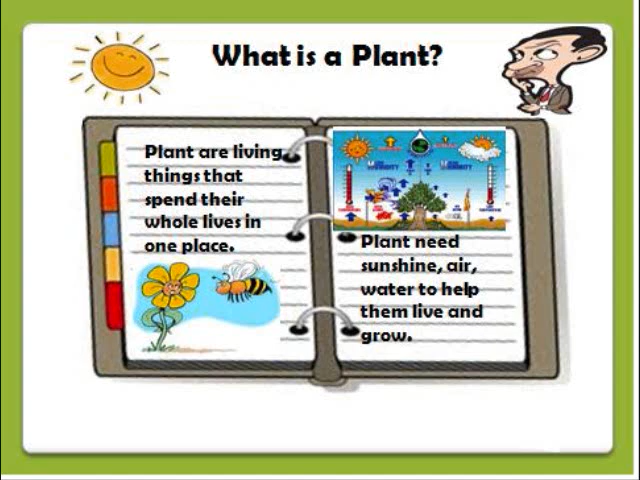 What is a Plant?
Plant are living
things that
spend their
whole lives in
one place.
Plant need
sunshine, air,
water to help
them live and
grow.